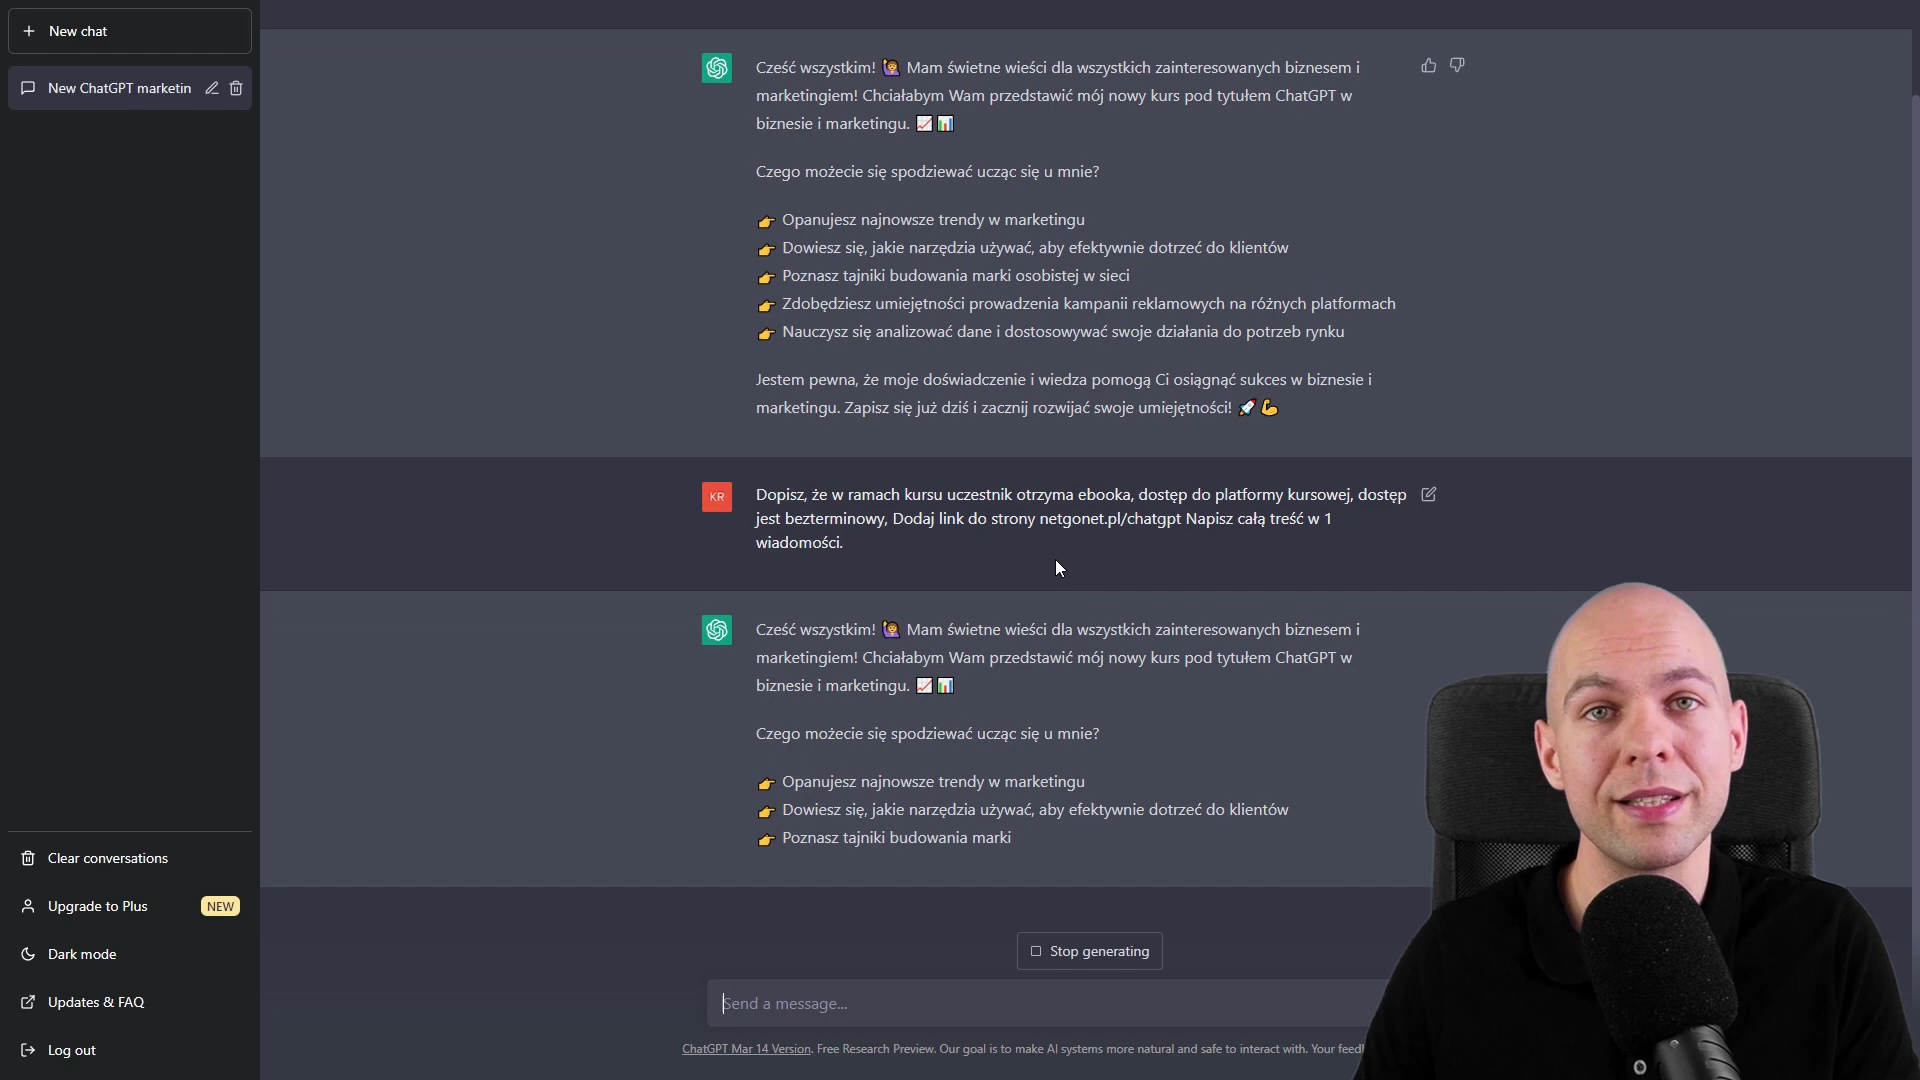 New chat
New ChatGPT marketin
Cześć wszystkim! 🙋🏽‍♀️ Mam świetne wieści dla wszystkich zainteresowanych biznesem i
marketingiem! Chciałabym Wam przedstawić mój nowy kurs pod tytułem ChatGPT w
biznesie i marketingu. 📈📊
Czego możecie się spodziewać ucząc się u mnie?
👉 Opanujesz najnowsze trendy w marketingu
👉 Dowiesz się, jakie narzędzia używać, aby efektywnie dotrzeć do klientów
👉 Poznasz tajniki budowania marki osobistej w sieci
👉 Zdobędziesz umiejętności prowadzenia kampanii reklamowych na różnych platformach
👉 Nauczysz się analizować dane i dostosowywać swoje działania do potrzeb rynku
Jestem pewna, że moje doświadczenie i wiedza pomogą Ci osiągnąć sukces w biznesie i
marketingu. Zapisz się już dziś i zacznij rozwijać swoje umiejętności! 🚀💪
KR
Dopisz, że w ramach kursu uczestnik otrzyma ebooka, dostęp do platformy kursowej, dostęp
jest bezterminowy, Dodaj link do strony netgonet.pl/chatgpt Napisz całą treść w 1
wiadomości.
Cześć wszystkim! 🙋🏽‍♀️ Mam świetne wieści dla wszystkich zainteresowanych biznesem i
marketingiem! Chciałabym Wam przedstawić mój nowy kurs pod tytułem ChatGPT w
biznesie i marketingu. 📈📊
Czego możecie się spodziewać ucząc się u mnie?
👉 Opanujesz najnowsze trendy w marketingu
👉 Dowiesz się, jakie narzędzia używać, aby efektywnie dotrzeć do klientów
👉 Poznasz tajniki budowania marki
Clear conversations
Upgrade to Plus NEW
Dark mode
Updates & FAQ
Log out
Stop generating
Send a message...
ChatGPT Mar 14 Version. Free Research Preview. Our goal is to make AI systems more natural and safe to interact with. Your feed